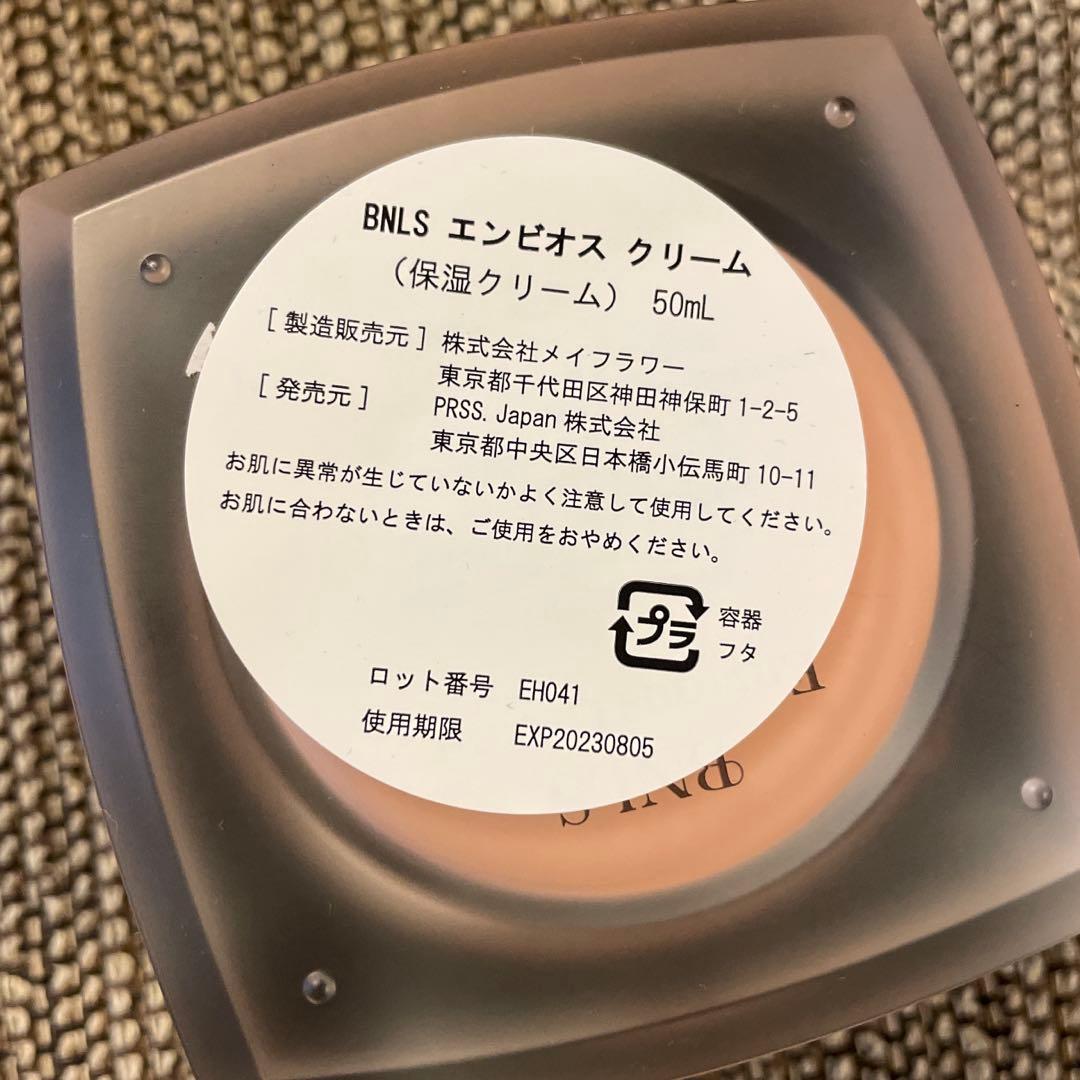 BNLS エンビオス クリーム
(保湿クリーム) 50mL
[製造販売元] 株式会社メイフラワー
東京都千代田区神田神保町 1-2-5
[発売元] PRSS. Japan 株式会社
東京都中央区日本橋小伝馬町 10-11
お肌に異常が生じていないかよく注意して使用してください。
お肌に合わないときは、ご使用をおやめください。
プラ 容器
フタ
ロット番号 EH041
使用期限 EXP20230805
BNLS